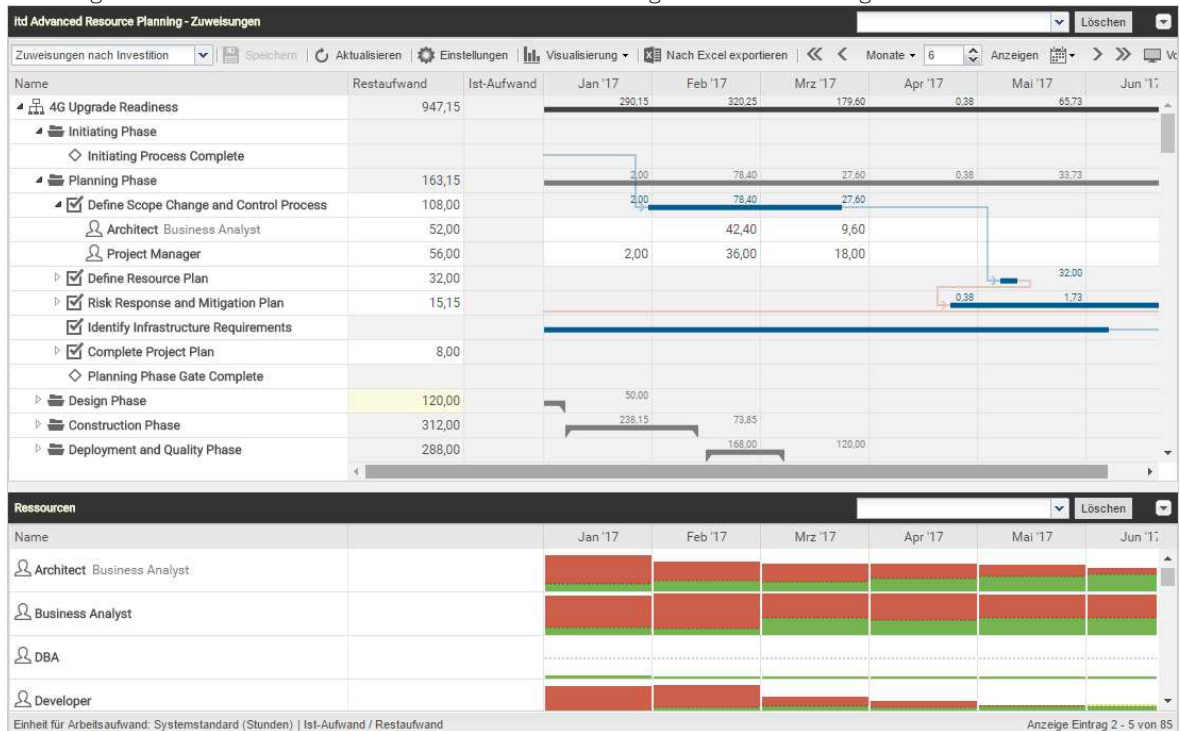 itd Advanced Resource Planning - Zuweisungen Löschen
Zuweisungen nach Investition Speichern Aktualisieren Einstellungen Visualisierung Nach Excel exportieren Monate 6 Anzeigen
Name Restaufwand Ist-Aufwand Jan '17 Feb '17 Mrz '17 Apr '17 Mai '17 Jun '17
4G Upgrade Readiness 947,15 290,15 320,25 179,60 0,38 65,73
Initiating Phase
Initiating Process Complete
Planning Phase 163,15 2,00 78,40 27,60 0,38 33,73
Define Scope Change and Control Process 108,00 2,00 78,40 27,60
Architect Business Analyst 52,00 42,40 9,60
Project Manager 56,00 2,00 36,00 18,00
Define Resource Plan 32,00 32,00
Risk Response and Mitigation Plan 15,15 0,38 1,73
Identify Infrastructure Requirements
Complete Project Plan 8,00
Planning Phase Gate Complete
Design Phase 120,00 50,00
Construction Phase 312,00 238,15 73,85
Deployment and Quality Phase 288,00 168,00 120,00
Ressourcen Löschen
Name Jan '17 Feb '17 Mrz '17 Apr '17 Mai '17 Jun '17
Architect Business Analyst
Business Analyst
DBA
Developer
Einheit für Arbeitsaufwand: Systemstandard (Stunden) | Ist-Aufwand / Restaufwand Anzeige Eintrag 2 - 5 von 85